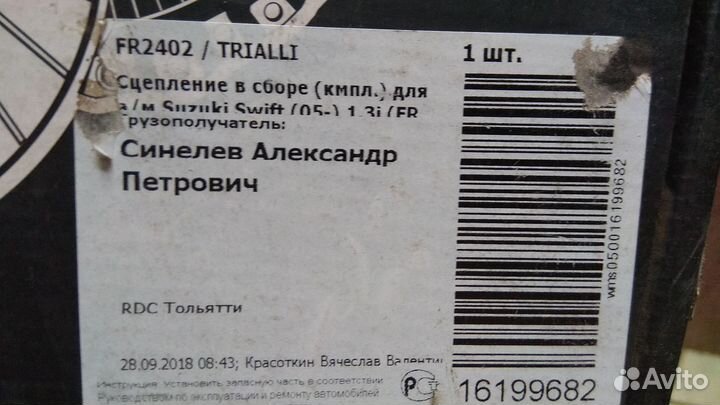 FR2402 / TRIALLI
1 шт.
Сцепление в сборе (кмпл.) для
а/м Suzuki Swift (05-) 1.3i (FR
Грузополучатель:
Синелев Александр
Петрович
wms050016199682
RDC Тольятти
28.09.2018 08:43; Красоткин Вячеслав Валенти
Инструкция. Установить запасную часть в соответствии
Руководством по эксплуатации и ремонту автомобилей
16199682
Avito